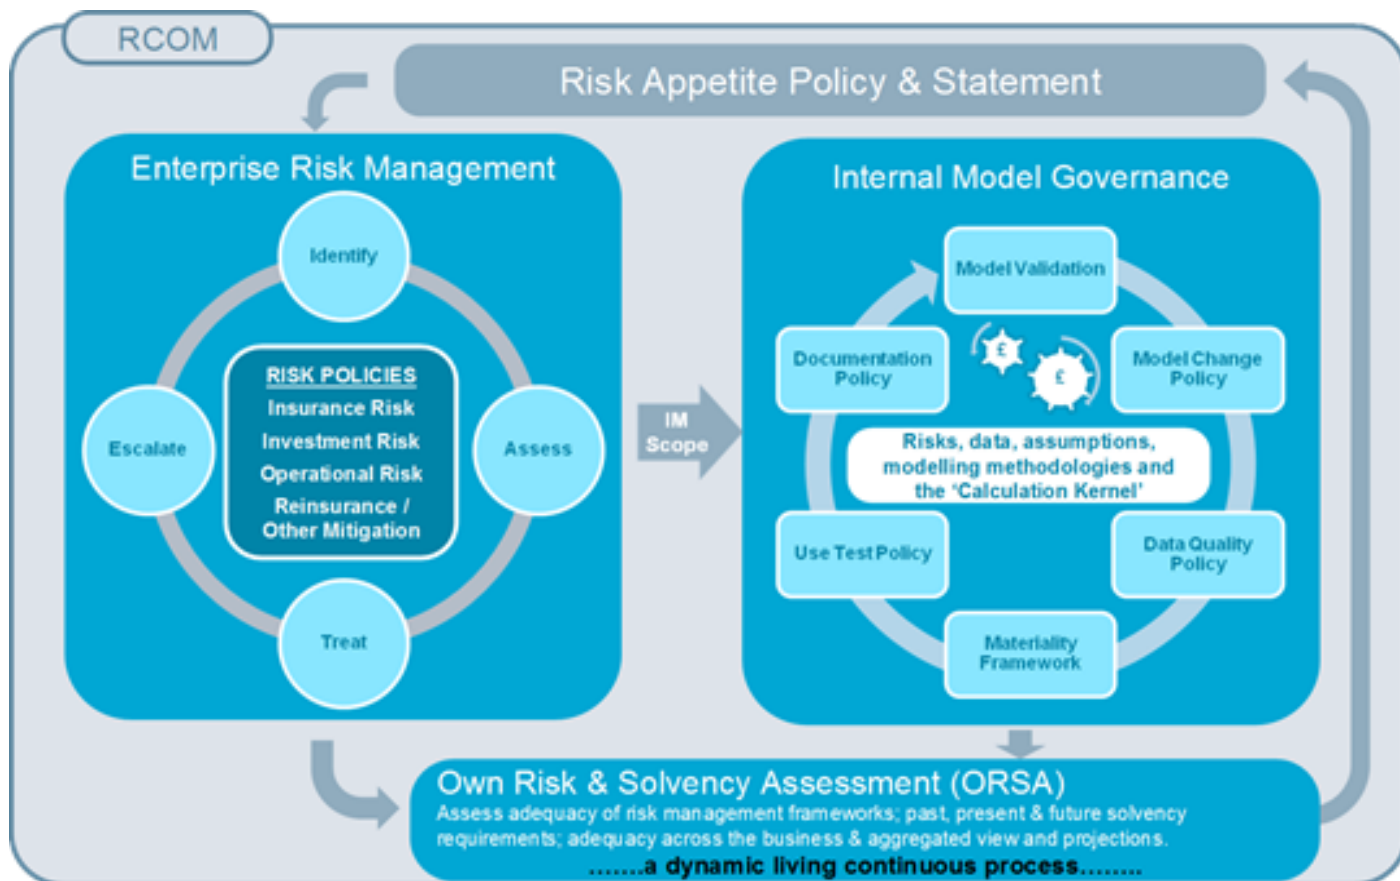 RCOM
Risk Appetite Policy & Statement
Enterprise Risk Management
Identify
Escalate
RISK POLICIES
Insurance Risk
Investment Risk
Operational Risk
Reinsurance /
Other Mitigation
Assess
Treat
IM
Scope
Internal Model Governance
Model Validation
Documentation
Policy
£
£
Model Change
Policy
Risks, data, assumptions,
modelling methodologies and
the ‘Calculation Kernel’
Use Test Policy
Data Quality
Policy
Materiality
Framework
Own Risk & Solvency Assessment (ORSA)
Assess adequacy of risk management frameworks; past, present & future solvency
requirements; adequacy across the business & aggregated view and projections.
.......a dynamic living continuous process........